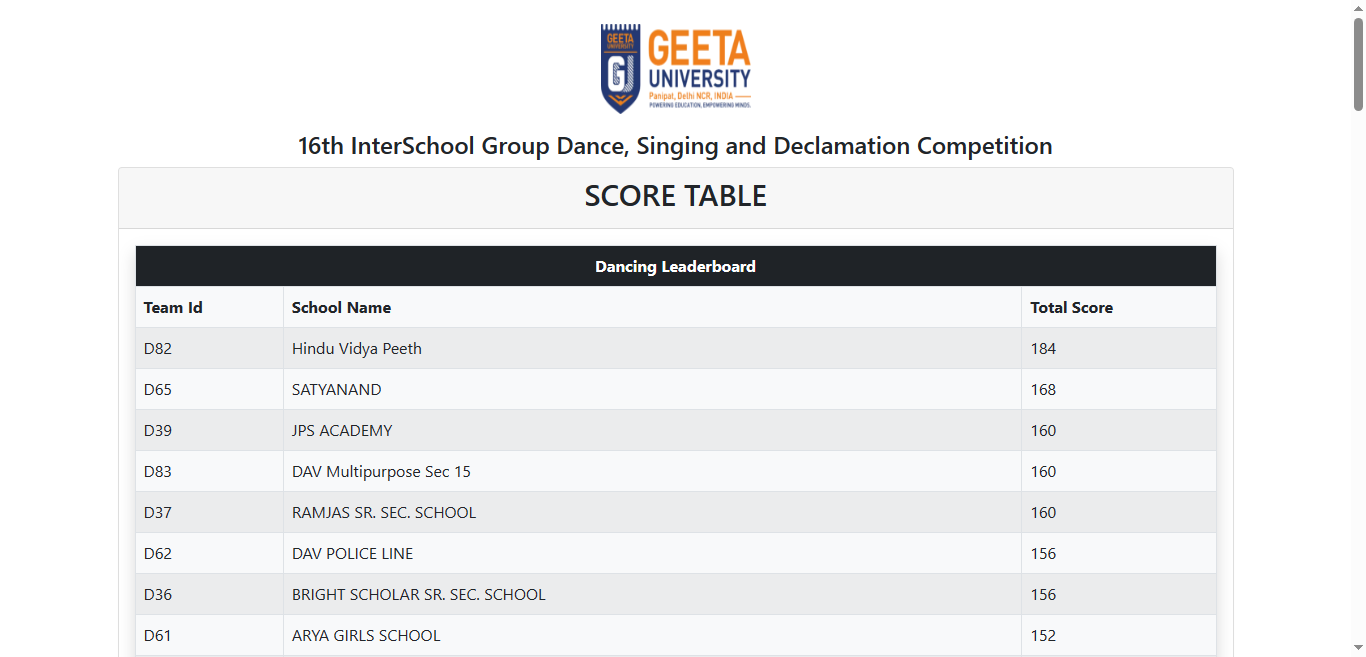 GEETA
UNIVERSITY
GU
GEETA
UNIVERSITY
Panipat, Delhi NCR, INDIA
POWERING EDUCATION, EMPOWERING MINDS.
16th InterSchool Group Dance, Singing and Declamation Competition
SCORE TABLE
Dancing Leaderboard
Team Id School Name Total Score
D82 Hindu Vidya Peeth 184
D65 SATYANAND 168
D39 JPS ACADEMY 160
D83 DAV Multipurpose Sec 15 160
D37 RAMJAS SR. SEC. SCHOOL 160
D62 DAV POLICE LINE 156
D36 BRIGHT SCHOLAR SR. SEC. SCHOOL 156
D61 ARYA GIRLS SCHOOL 152